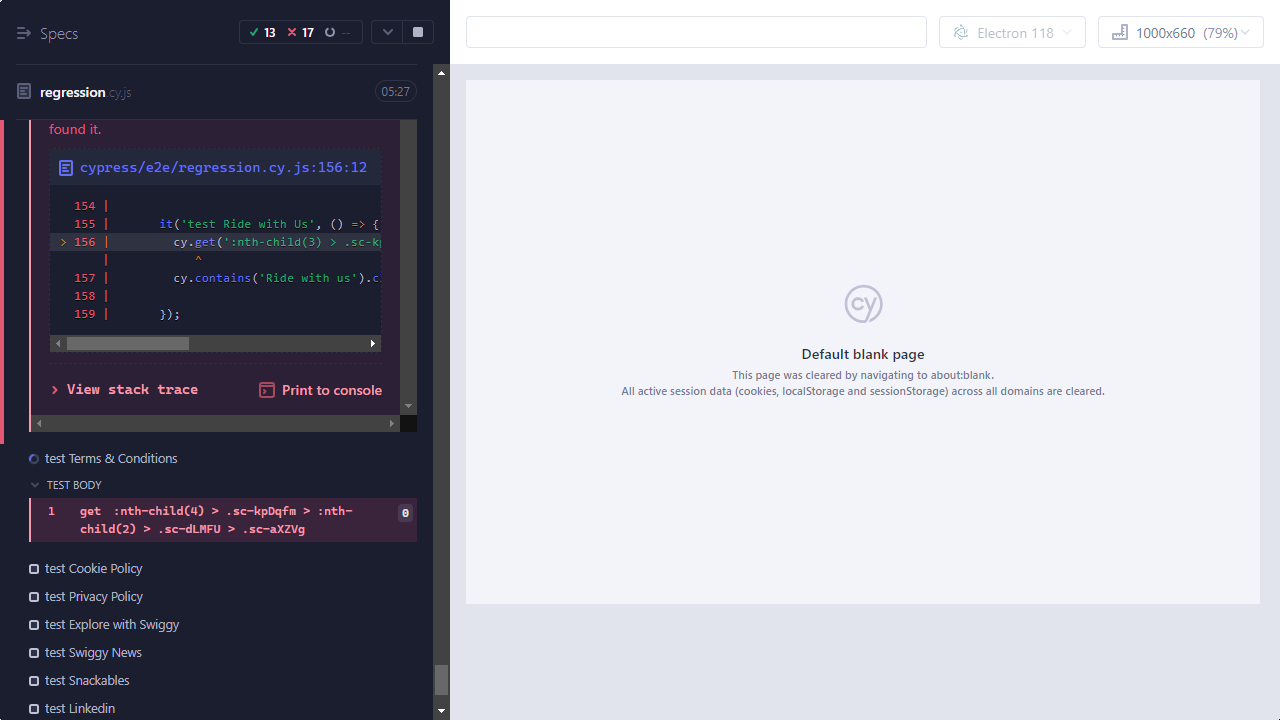 Specs
13 17 --
regression.cy.js
05:27
found it.
cypress/e2e/regression.cy.js:156:12
154 |
155 | it('test Ride with Us', () => {
> 156 | cy.get(':nth-child(3) > .sc-kp
| ^
157 | cy.contains('Ride with us').c
158 |
159 | });
View stack trace
Print to console
test Terms & Conditions
TEST BODY
1 get :nth-child(4) > .sc-kpDqfm > :nth-
child(2) > .sc-dLMFU > .sc-aXZVg
0
test Cookie Policy
test Privacy Policy
test Explore with Swiggy
test Swiggy News
test Snackables
test Linkedin
Electron 118
1000x660 (79%)
cy
Default blank page
This page was cleared by navigating to about:blank.
All active session data (cookies, localStorage and sessionStorage) across all domains are cleared.